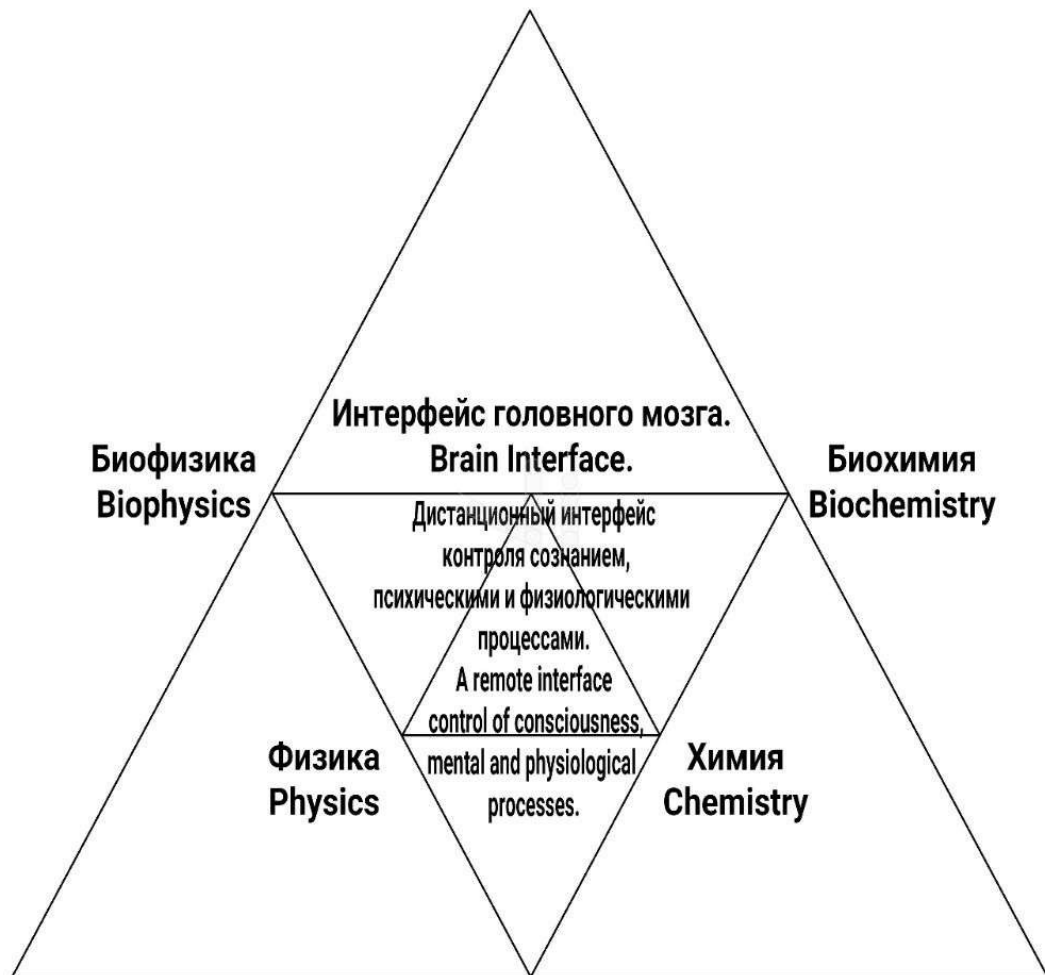 Интерфейс головного мозга.
Brain Interface.
Биофизика
Biophysics
Биохимия
Biochemistry
Дистанционный интерфейс
контроля сознанием,
психическими и физиологическими
процессами.
A remote interface
control of consciousness,
mental and physiological
processes.
Физика
Physics
Химия
Chemistry